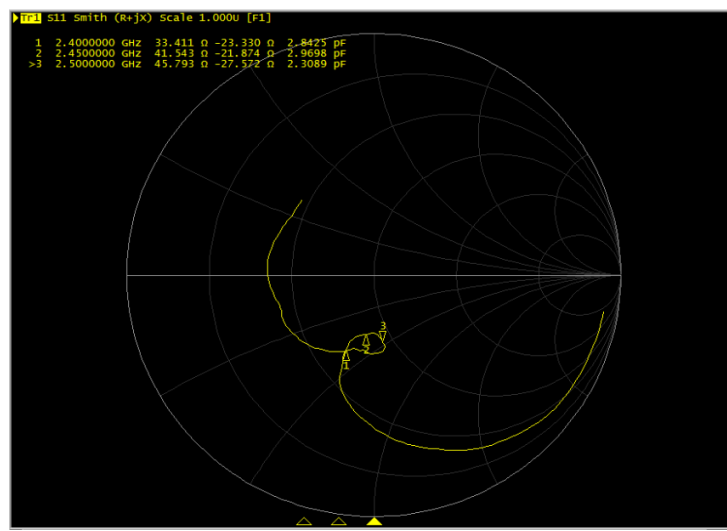 Tr1 S11 Smith (R+jX) Scale 1.000U [F1]
1 2.4000000 GHz 33.411 Ω -23.330 Ω 2.8425 pF
2 2.4500000 GHz 41.543 Ω -21.874 Ω 2.9698 pF
>3 2.5000000 GHz 45.793 Ω -27.572 Ω 2.3089 pF
3
2
1